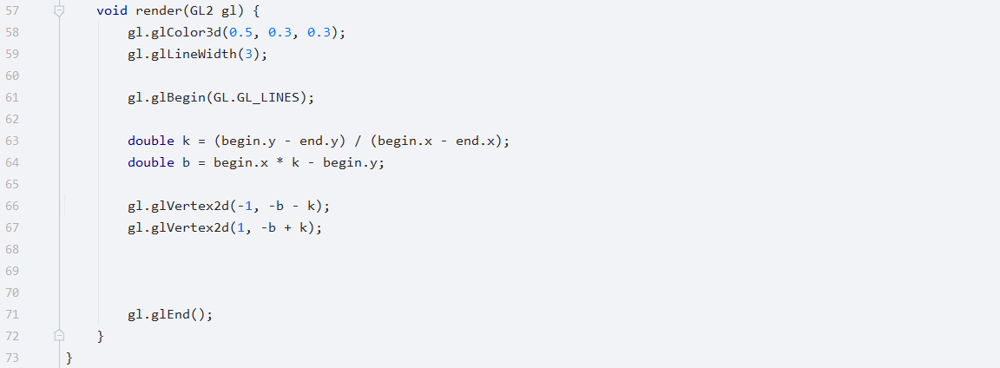 57 void render(GL2 gl) {
58 gl.glColor3d(0.5, 0.3, 0.3);
59 gl.glLineWidth(3);
60
61 gl.glBegin(GL.GL_LINES);
62
63 double k = (begin.y - end.y) / (begin.x - end.x);
64 double b = begin.x * k - begin.y;
65
66 gl.glVertex2d(-1, -b - k);
67 gl.glVertex2d(1, -b + k);
68
69
70
71 gl.glEnd();
72 }
73 }